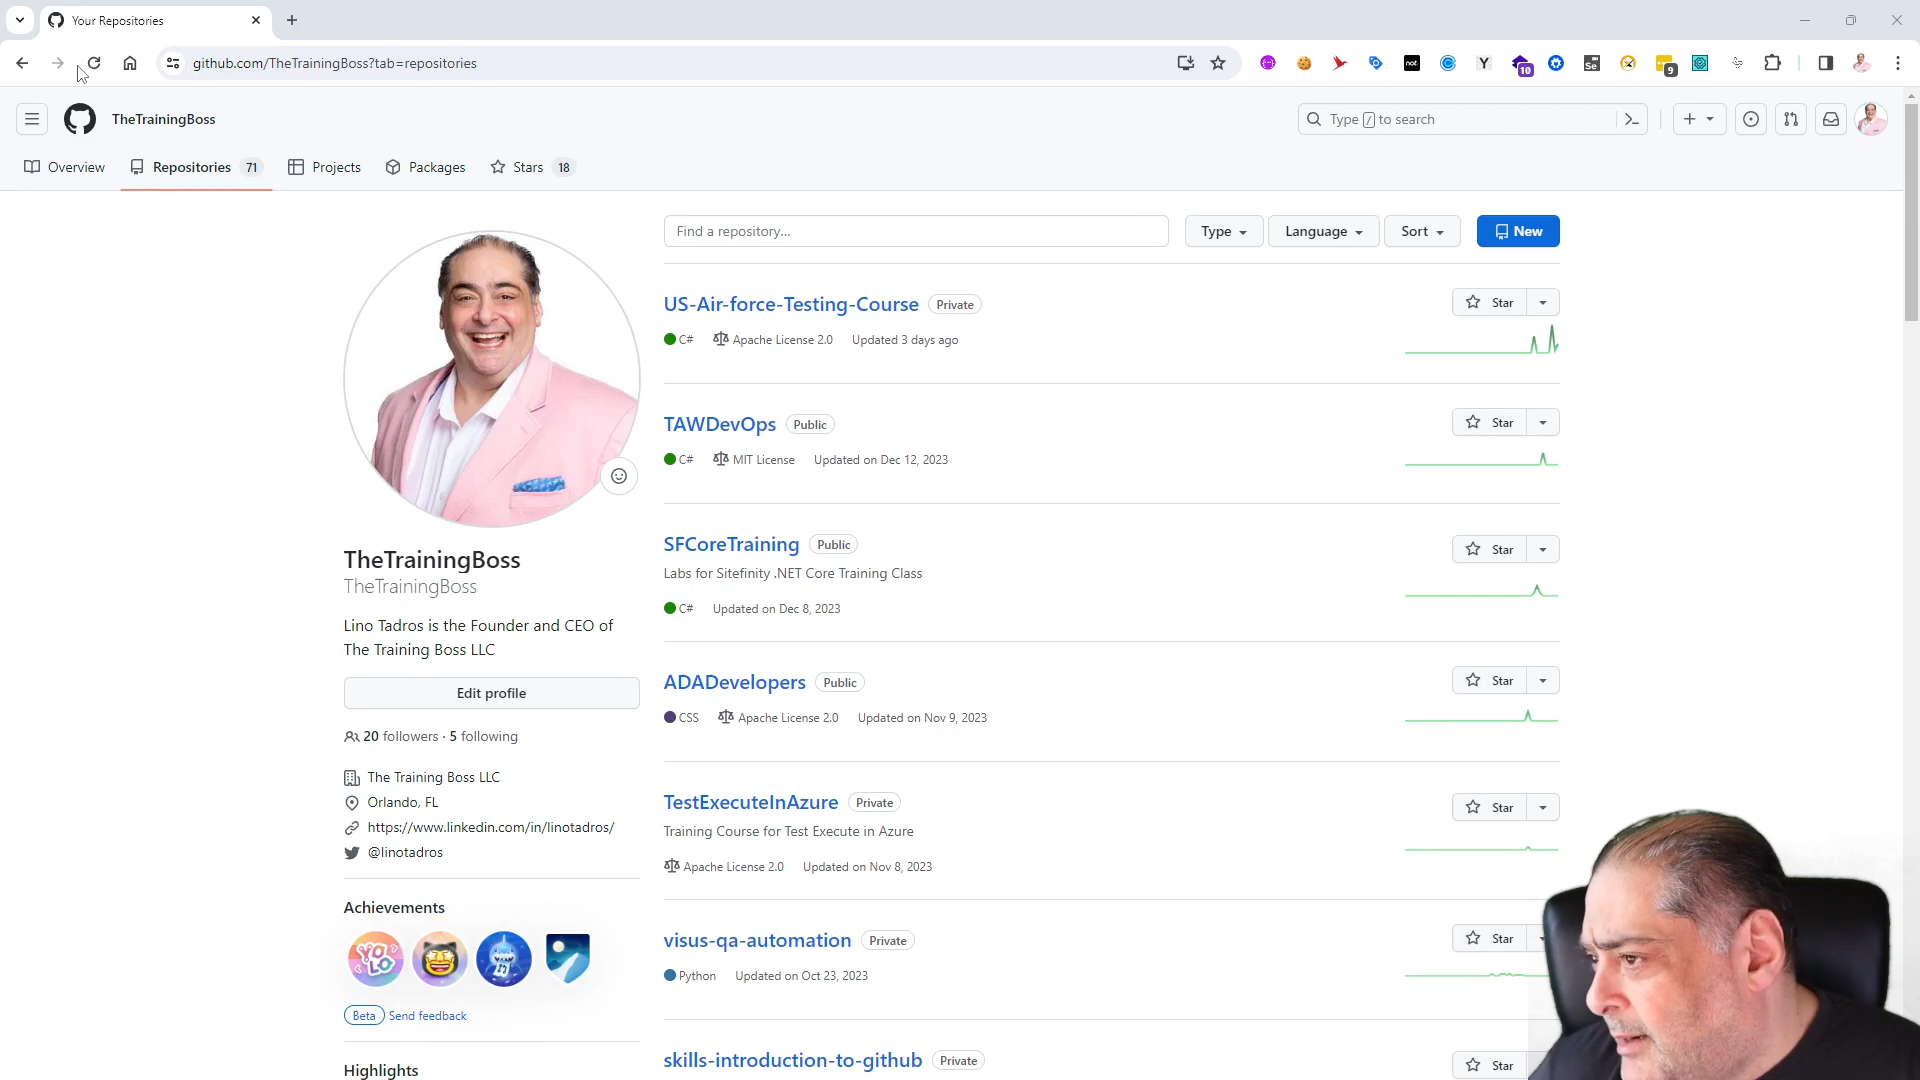 Your Repositories
github.com/TheTrainingBoss?tab=repositories
not.
Y
10
Se
9
TheTrainingBoss
Type / to search
Overview
Repositories 71
Projects
Packages
Stars 18
Find a repository...
Type
Language
Sort
New
US-Air-force-Testing-Course Private
Star
C# Apache License 2.0 Updated 3 days ago
TAWDevOps Public
Star
C# MIT License Updated on Dec 12, 2023
SFCoreTraining Public
Star
Labs for Sitefinity .NET Core Training Class
C# Updated on Dec 8, 2023
ADADevelopers Public
Star
CSS Apache License 2.0 Updated on Nov 9, 2023
TestExecuteInAzure Private
Star
Training Course for Test Execute in Azure
Apache License 2.0 Updated on Nov 8, 2023
visus-qa-automation Private
Star
Python Updated on Oct 23, 2023
skills-introduction-to-github Private
Star
TheTrainingBoss
TheTrainingBoss
Lino Tadros is the Founder and CEO of
The Training Boss LLC
Edit profile
20 followers · 5 following
The Training Boss LLC
Orlando, FL
https://www.linkedin.com/in/linotadros/
@linotadros
Achievements
YOLO
Beta Send feedback
Highlights